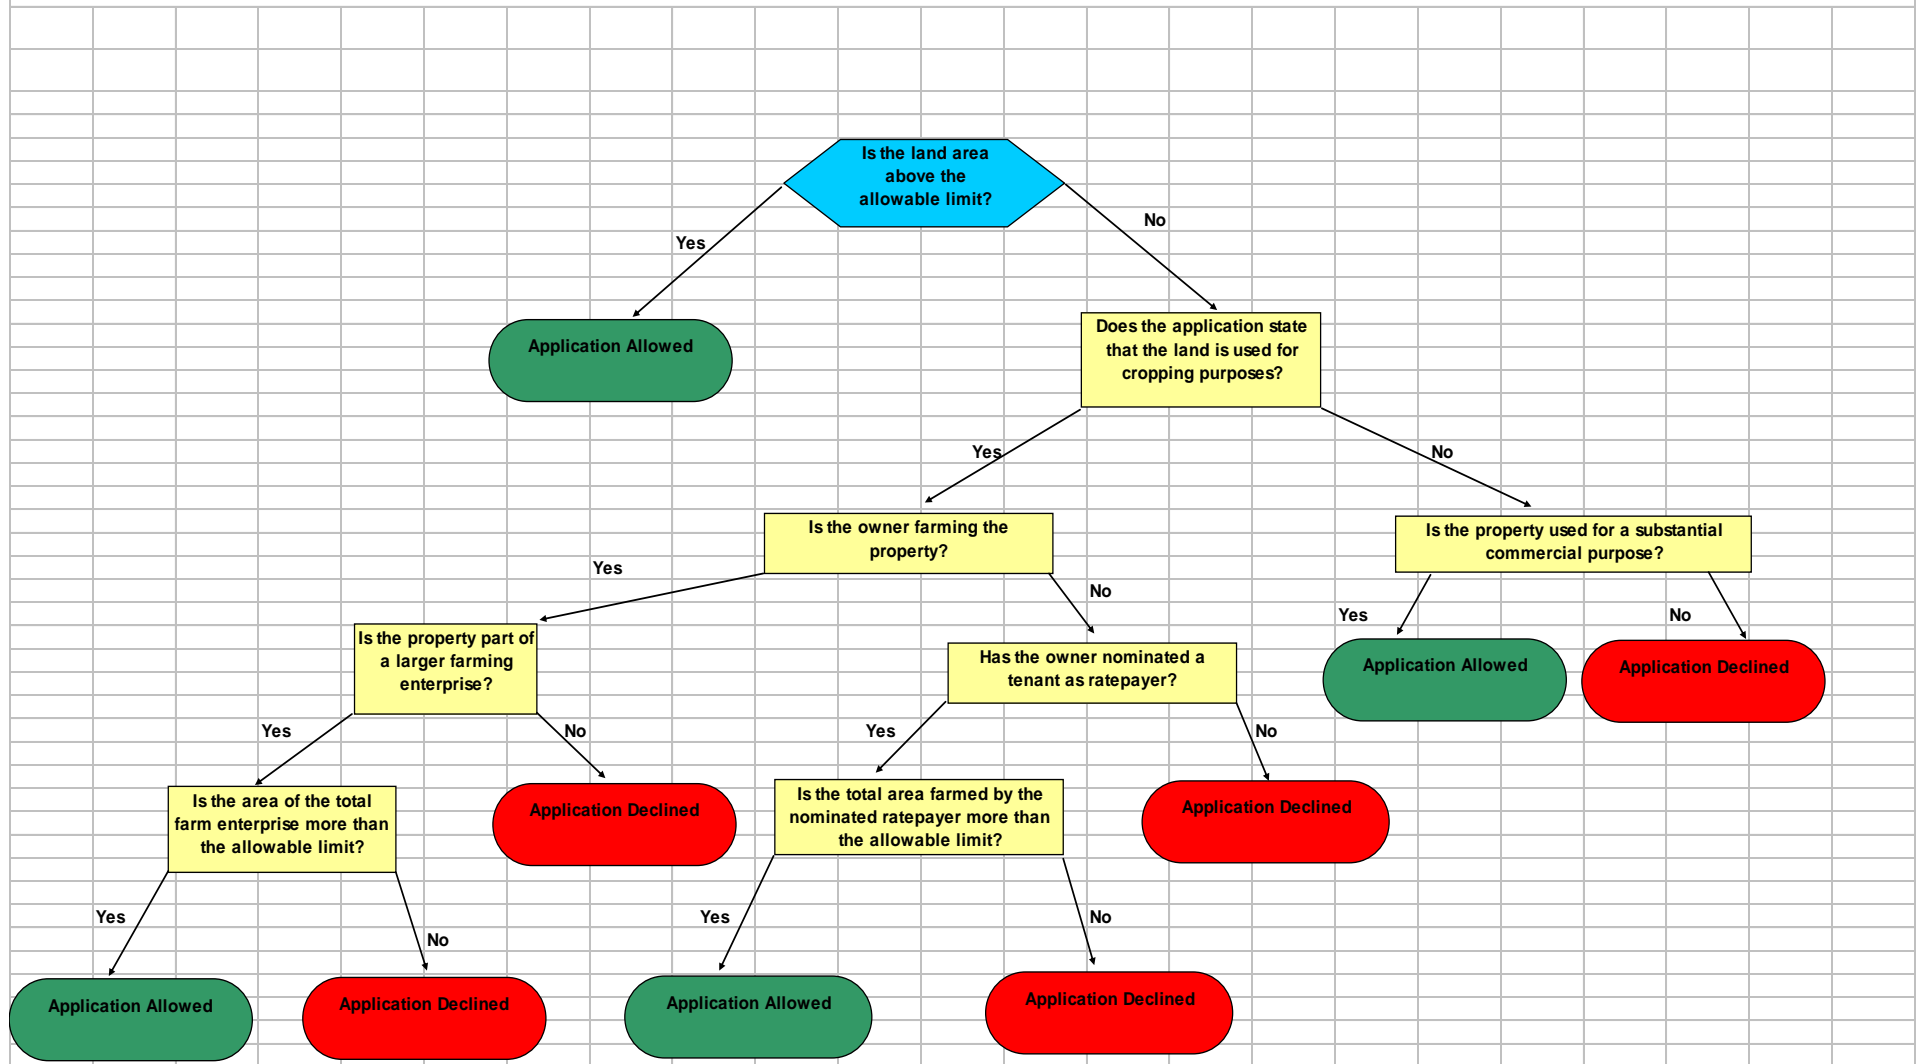 Is the land area
above the
allowable limit?
No
Yes
Application Allowed
Does the application state
that the land is used for
cropping purposes?
Yes
No
Is the owner farming the
property?
Is the property used for a substantial
commercial purpose?
Yes
No
Yes
No
Is the property part of
a larger farming
enterprise?
Has the owner nominated a
tenant as ratepayer?
Application Allowed
Application Declined
Yes
No
Yes
No
Is the area of the total
farm enterprise more than
the allowable limit?
Application Declined
Is the total area farmed by the
nominated ratepayer more than
the allowable limit?
Application Declined
Yes
No
Yes
No
Application Allowed
Application Declined
Application Allowed
Application Declined